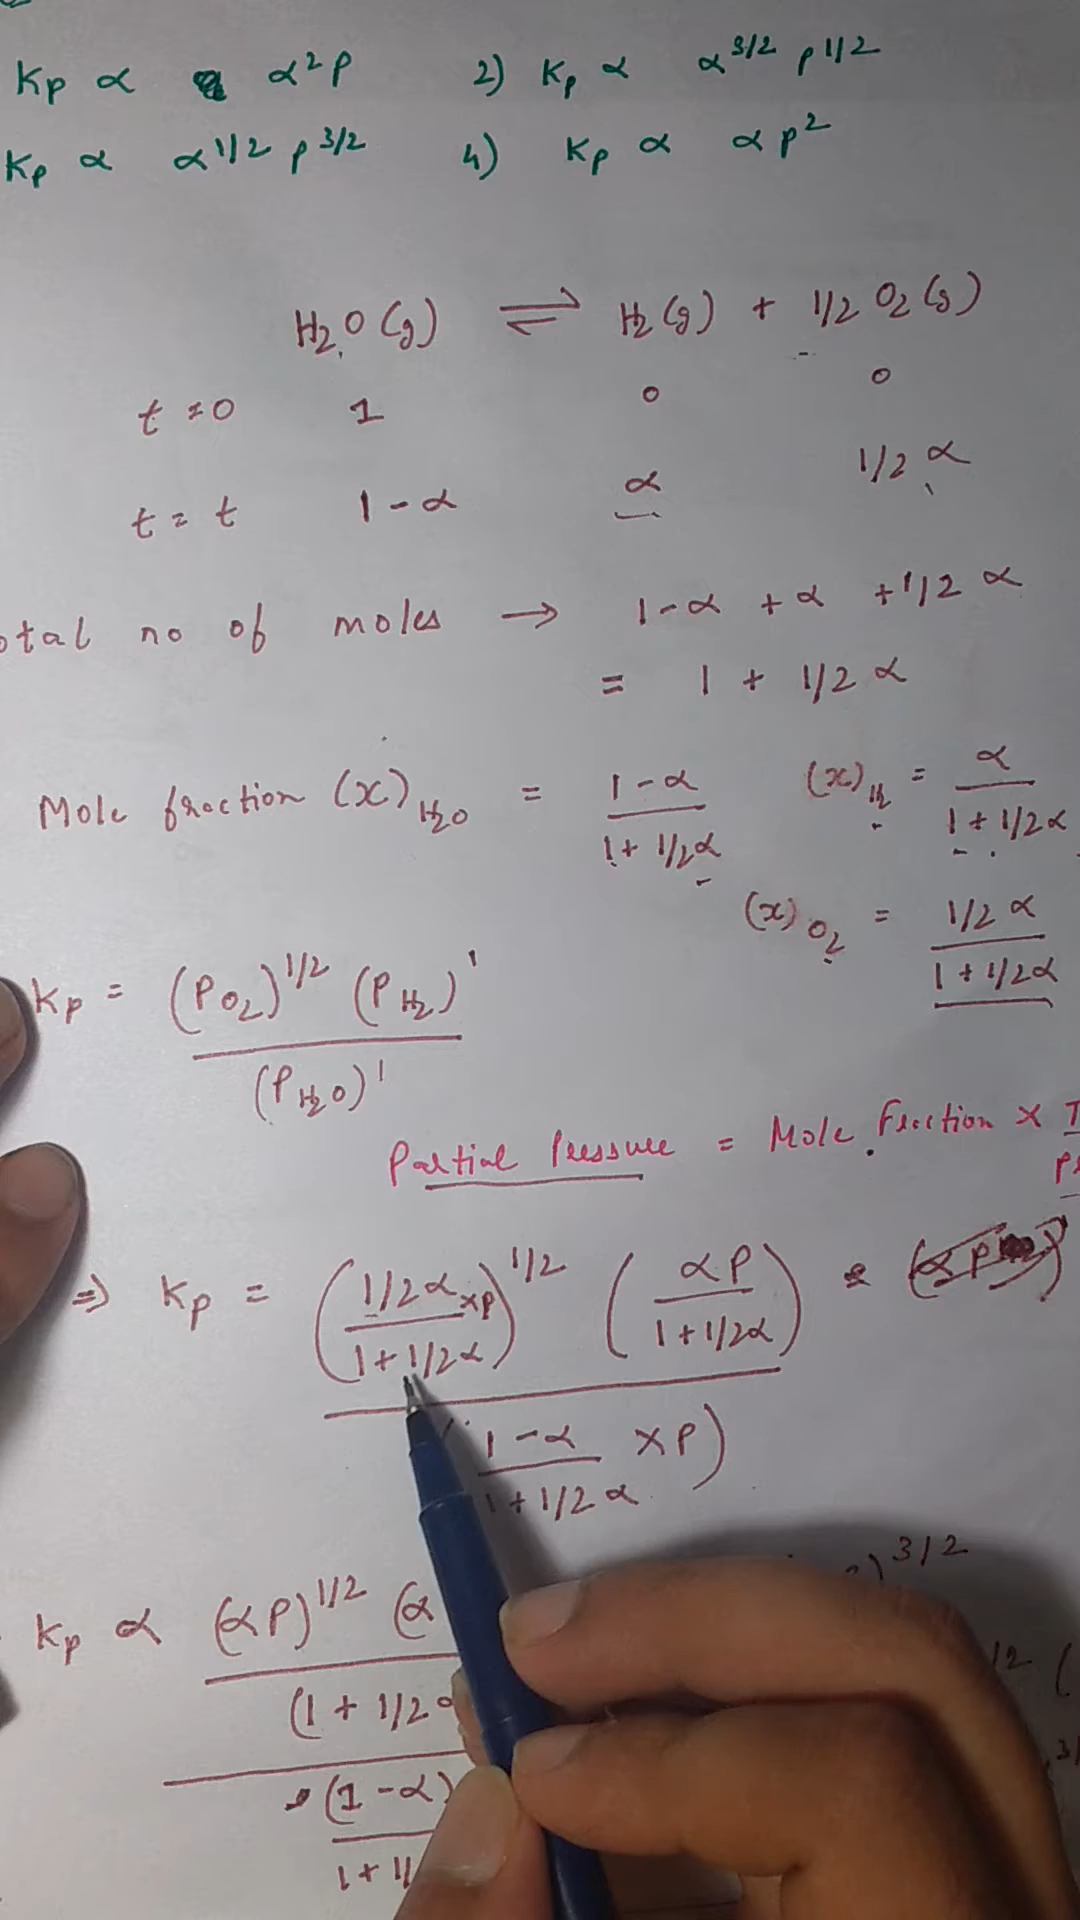 Kp α α²P 2) Kp α α^3/2 P^1/2
Kp α α^1/2 P^3/2 4) Kp α α P²
H₂O(g) ⇌ H₂(g) + 1/2 O₂(g)
t=0 1 0 0
t=t 1-α α 1/2 α
otal no of moles → 1-α + α + 1/2 α
= 1 + 1/2 α
Mole fraction (x)H₂O = (1-α)/(1+1/2α) (x)H₂ = α/(1+1/2α)
(x)O₂ = (1/2 α)/(1+1/2α)
Kp = (PO₂)^1/2 (PH₂)^1 / (PH₂O)^1
Partial Pressure = Mole Fraction ×
⇒ Kp = ((1/2α ×P)/(1+1/2α))^1/2 (αP/(1+1/2α))
((1-α)/(1+1/2α) ×P)
Kp α (αP)^1/2 (α 3/2
(1+1/2α
(1-α)
1+1/